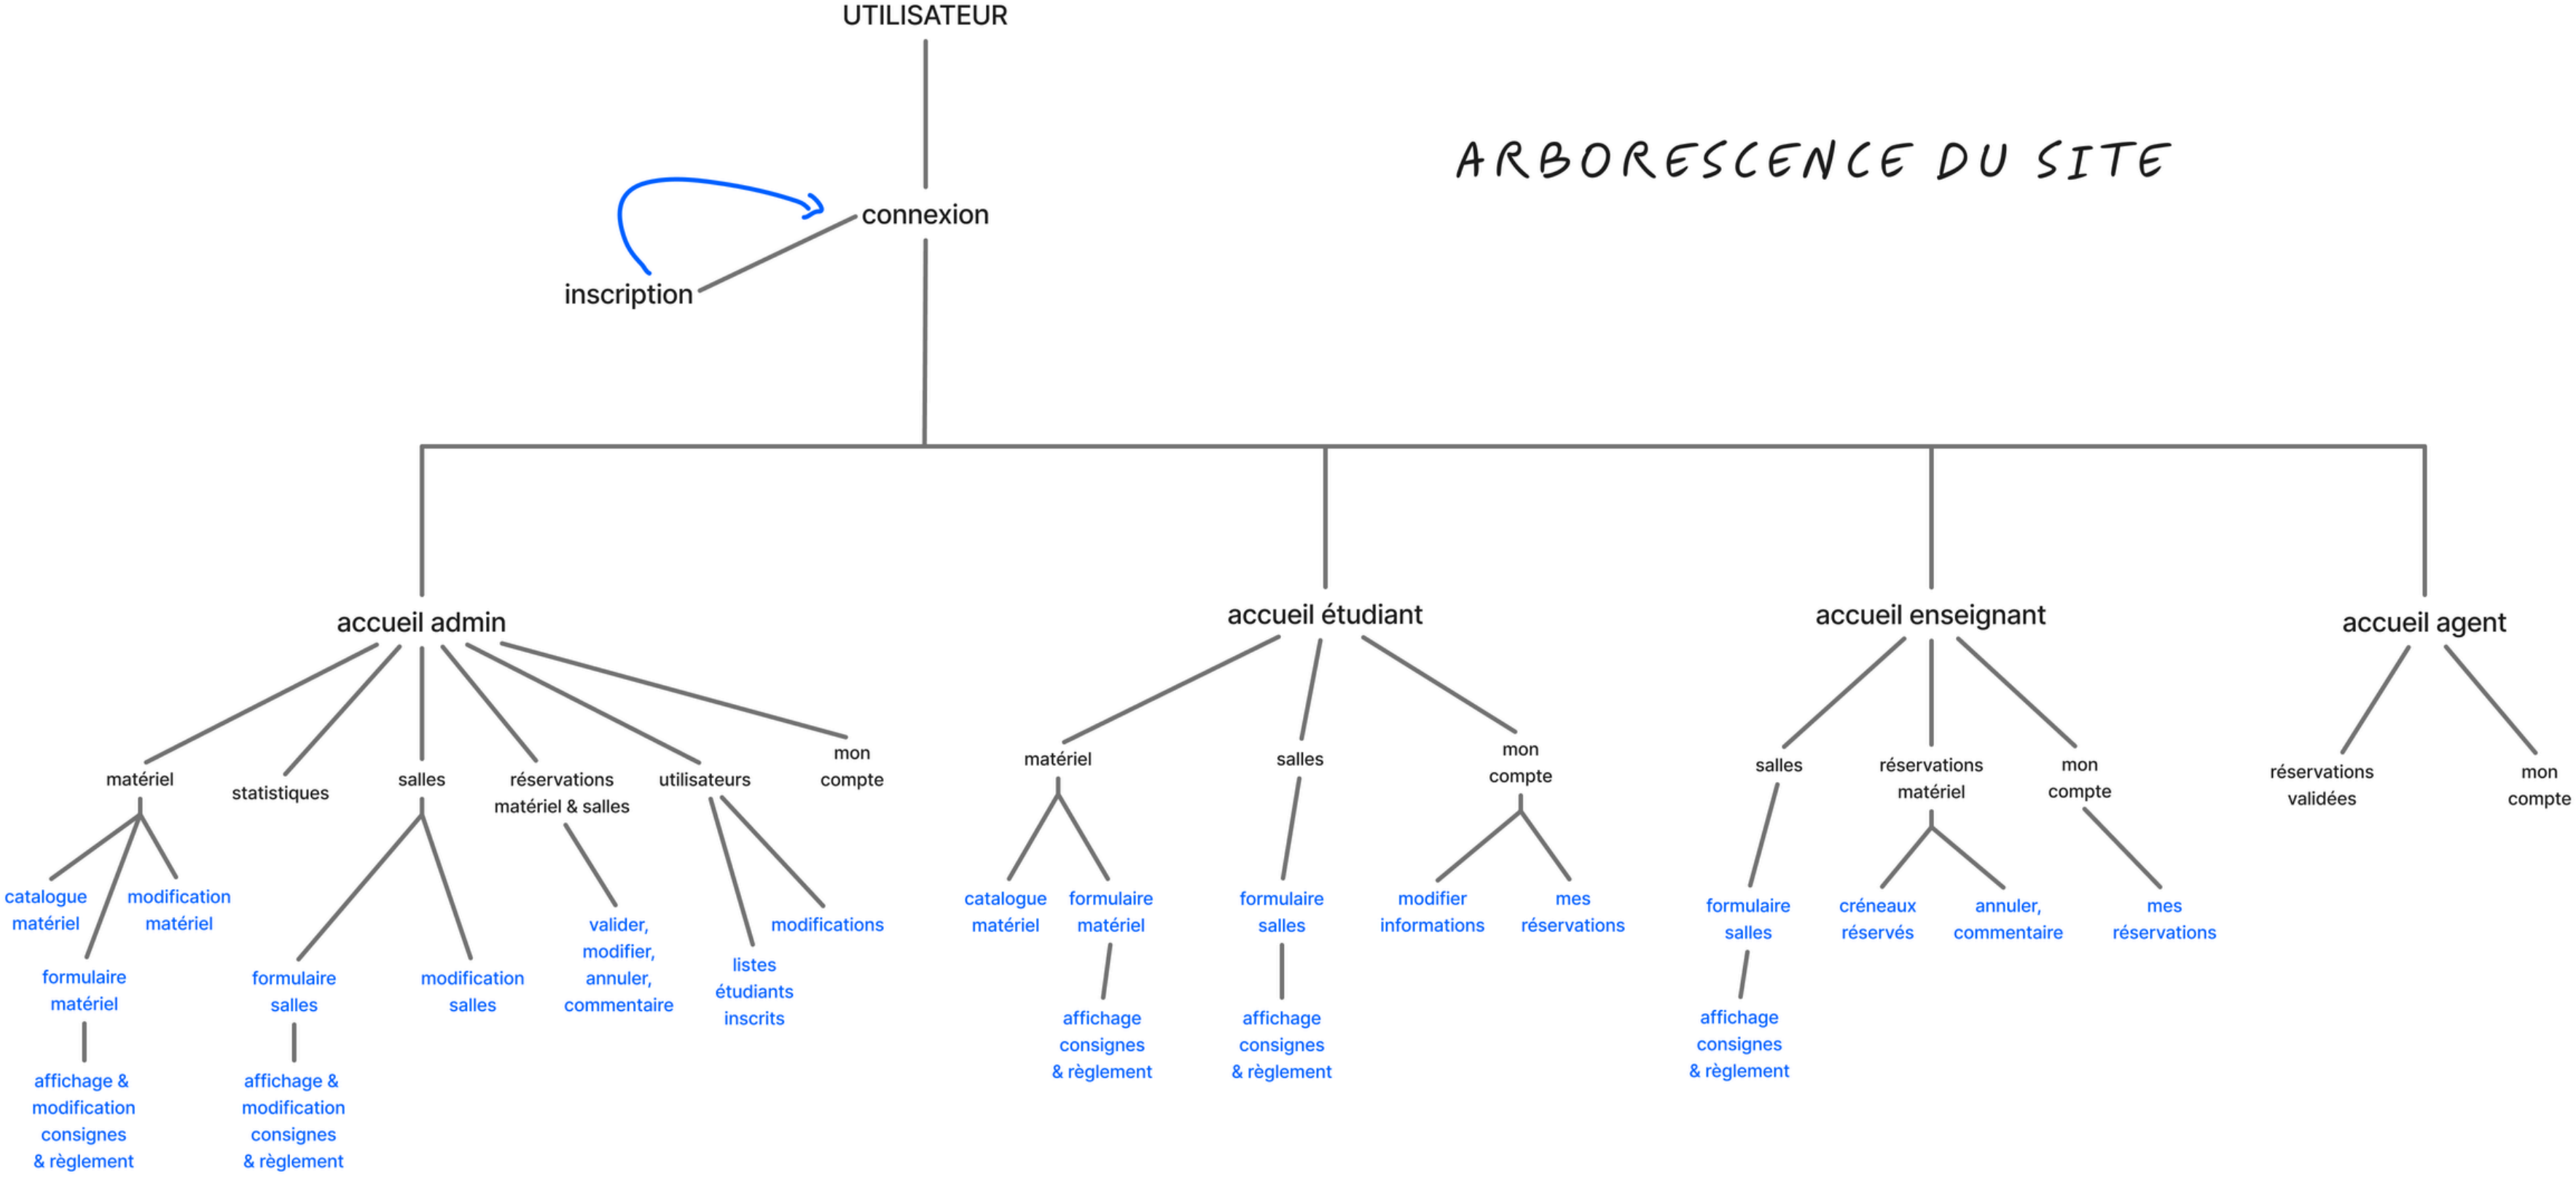 UTILISATEUR
ARBORESCENCE DU SITE
connexion
inscription
accueil admin
accueil étudiant
accueil enseignant
accueil agent
matériel
statistiques
salles
réservations
matériel & salles
utilisateurs
mon
compte
catalogue
matériel
modification
matériel
formulaire
matériel
affichage &
modification
consignes
& règlement
formulaire
salles
affichage &
modification
consignes
& règlement
modification
salles
valider,
modifier,
annuler,
commentaire
listes
étudiants
inscrits
modifications
matériel
salles
mon
compte
catalogue
matériel
formulaire
matériel
affichage
consignes
& règlement
formulaire
salles
affichage
consignes
& règlement
modifier
informations
mes
réservations
salles
réservations
matériel
mon
compte
formulaire
salles
affichage
consignes
& règlement
créneaux
réservés
annuler,
commentaire
mes
réservations
réservations
validées
mon
compte